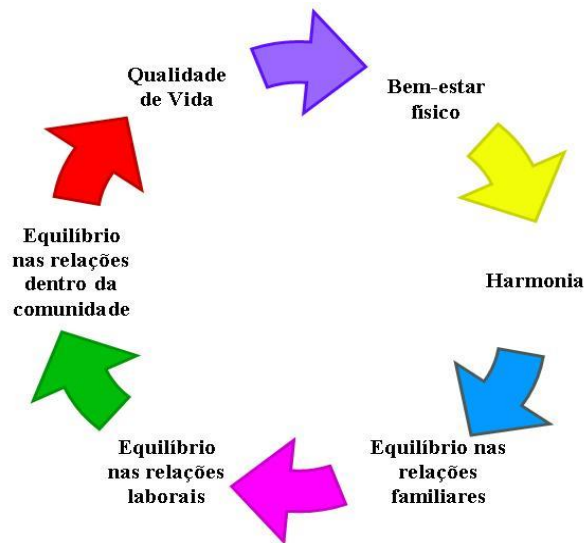 Qualidade
de Vida
Bem-estar
físico
Harmonia
Equilíbrio nas
relações
familiares
Equilíbrio
nas relações
laborais
Equilíbrio
nas relações
dentro da
comunidade